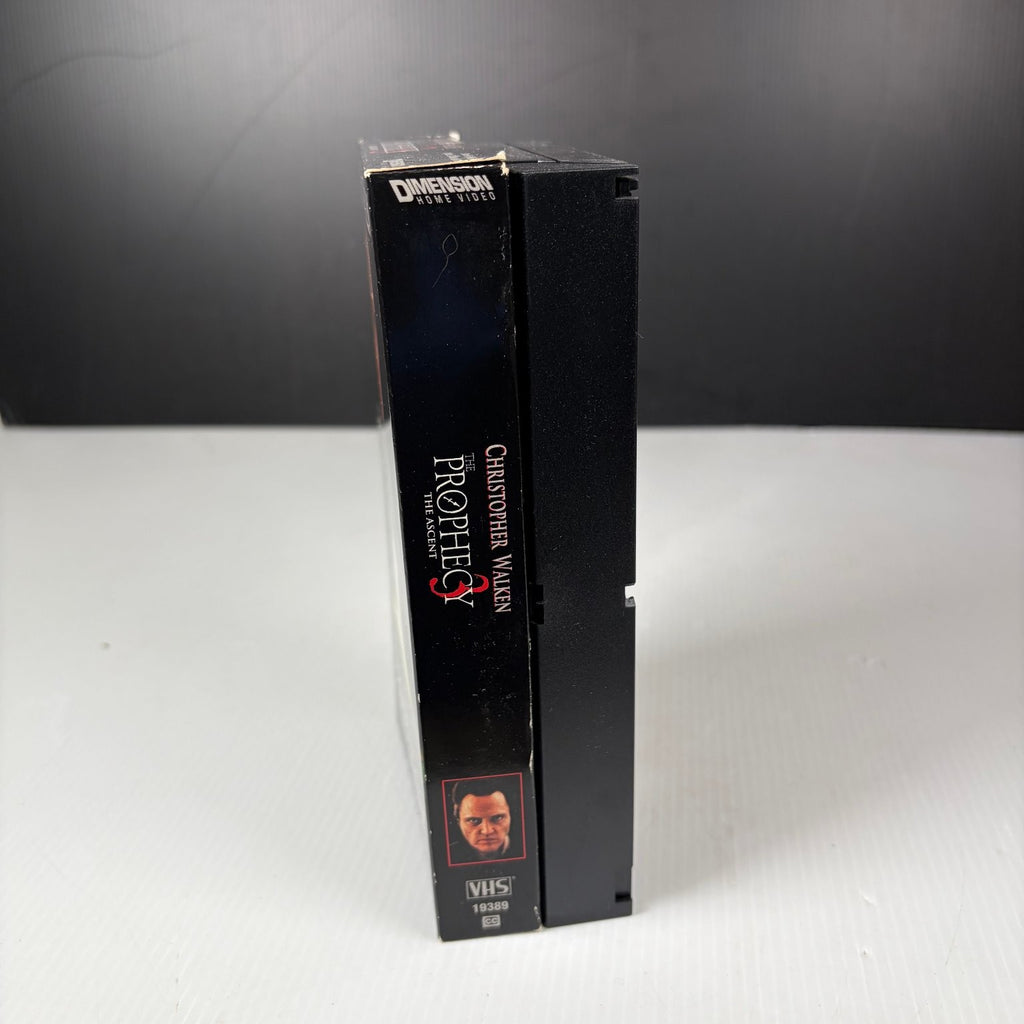 DIMENSION
HOME VIDEO
CHRISTOPHER WALKEN
THE
PROPHECY 3
THE ASCENT
VHS
19389
CC